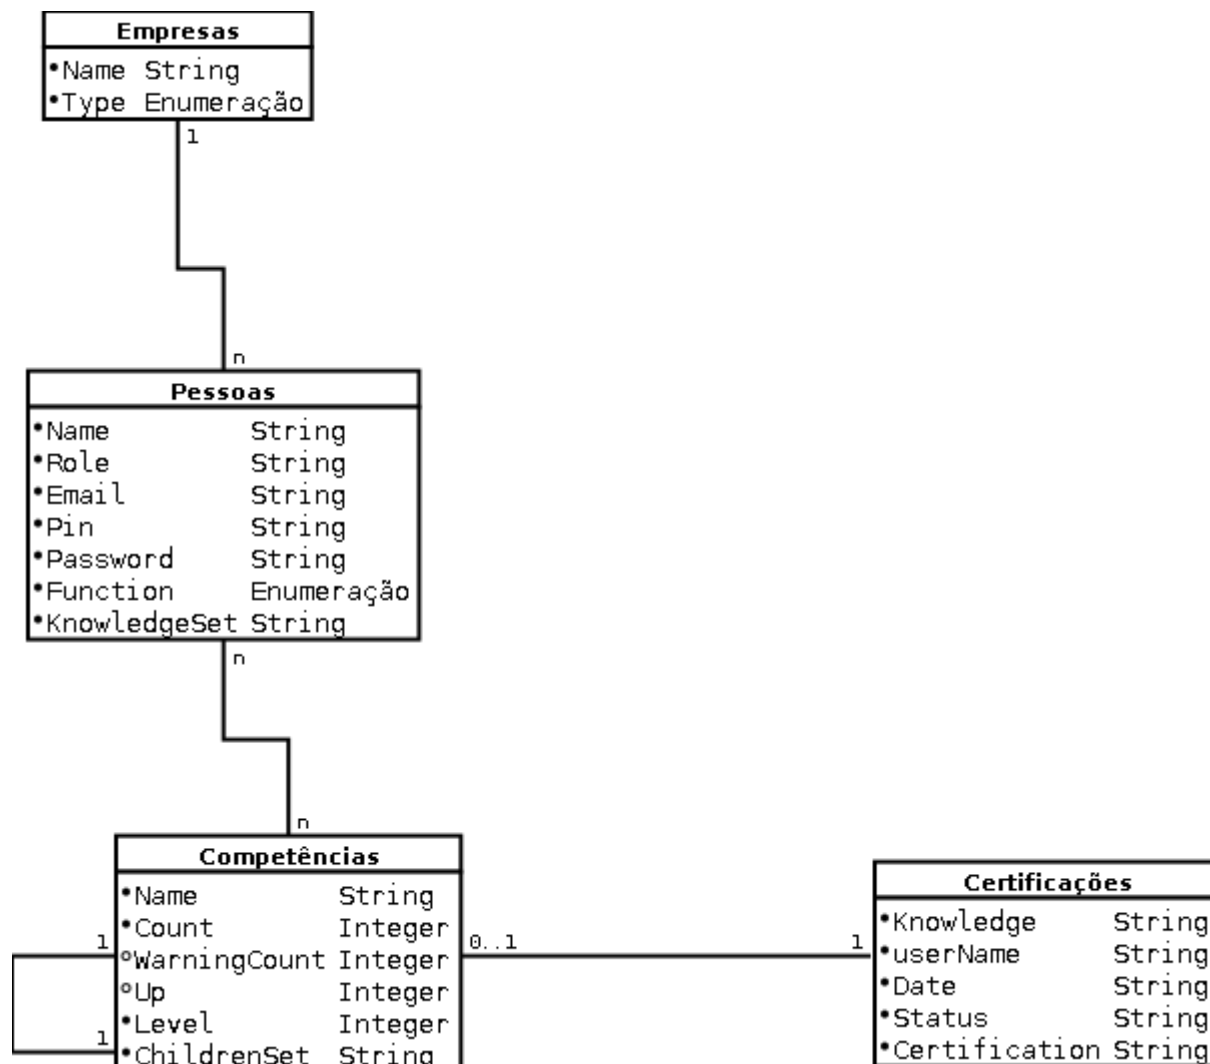 Empresas
•Name String
•Type Enumeração
1
n
Pessoas
•Name String
•Role String
•Email String
•Pin String
•Password String
•Function Enumeração
•KnowledgeSet String
n
n
Competências
•Name String
•Count Integer
°WarningCount Integer
°Up Integer
•Level Integer
•ChildrenSet String
1
1
0..1
1
Certificações
•Knowledge String
•userName String
•Date String
•Status String
•Certification String